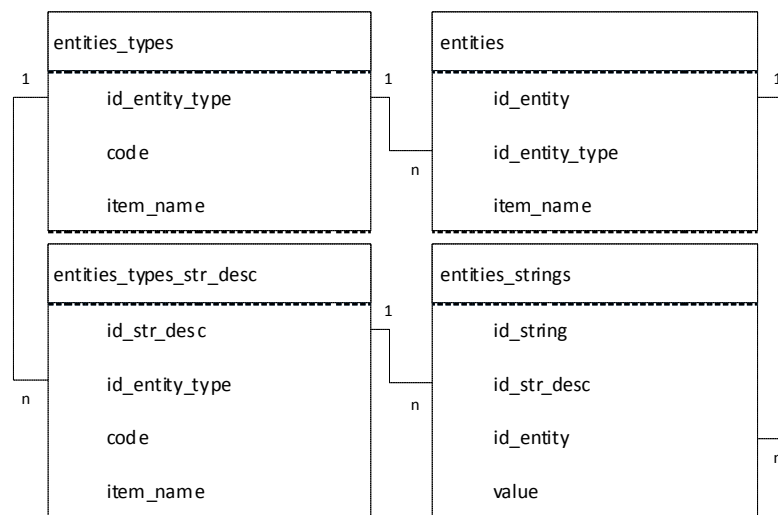 entities_types
1
id_entity_type
1
code
item_name
entities
1
id_entity
n
id_entity_type
item_name
entities_types_str_desc
id_str_desc
1
n
id_entity_type
code
item_name
entities_strings
id_string
n
id_str_desc
id_entity
n
value